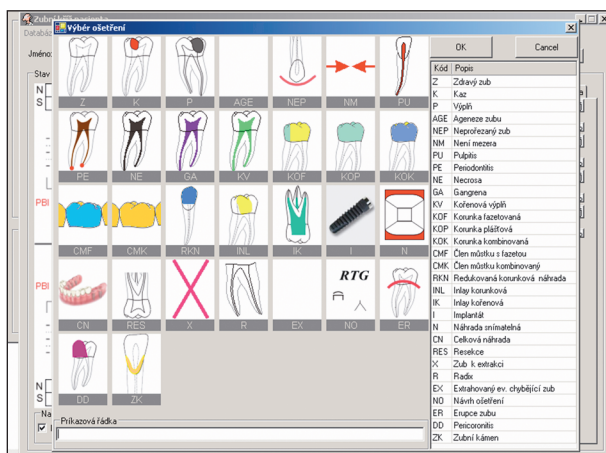 Zubní
Výběr ošetření
Databáz
Jméno:
Stav
N
S
PBI
PBI
N
S
Na
Z K P AGE NEP NM PU
PE NE GA KV KOF KOP KOK
CMF CMK RKN INL IK I N
CN RES X R EX NO ER
RTG
DD ZK
Príkazová řádka
OK Cancel
Kód Popis
Z Zdravý zub
K Kaz
P Výplň
AGE Ageneze zubu
NEP Neprořezaný zub
NM Není mezera
PU Pulpitis
PE Periodontitis
NE Necrosa
GA Gangrena
KV Kořenová výplň
KOF Korunka fazetovaná
KOP Korunka plášťová
KOK Korunka kombinovaná
CMF Člen můstku s fazetou
CMK Člen můstku kombinovaný
RKN Redukovaná korunková náhrada
INL Inlay korunková
IK Inlay kořenová
I Implantát
N Náhrada snímatelná
CN Celková náhrada
RES Resekce
X Zub k extrakci
R Radix
EX Extrahovaný ev. chybějící zub
NO Návrh ošetření
ER Erupce zubu
DD Pericoronitis
ZK Zubní kámen